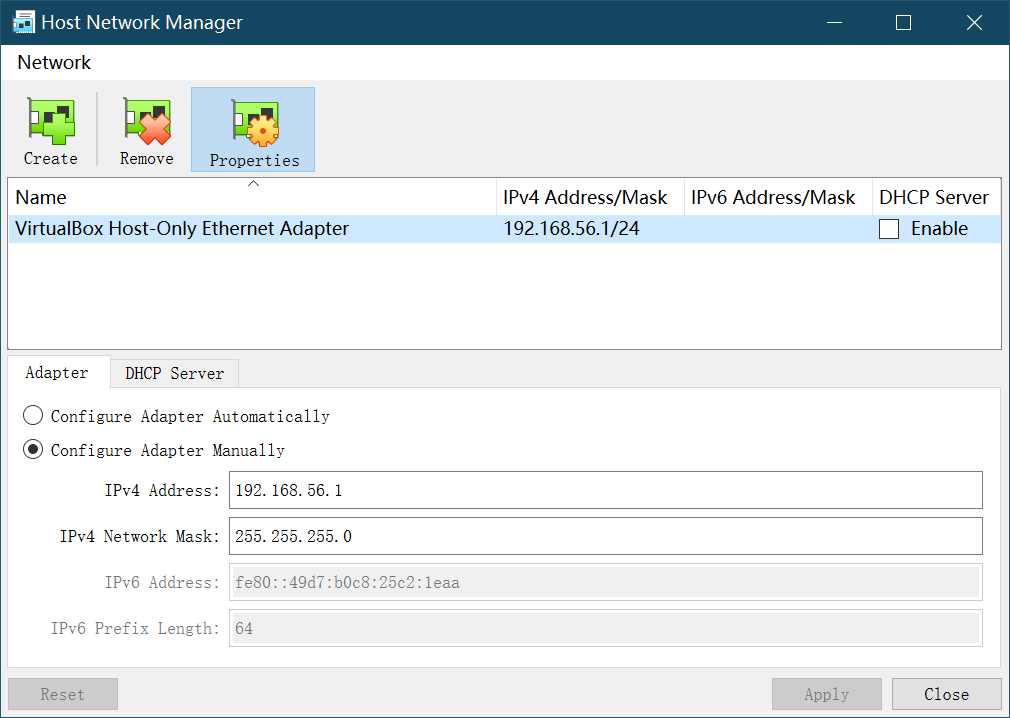 Host Network Manager
Network
Create Remove Properties
Name IPv4 Address/Mask IPv6 Address/Mask DHCP Server
VirtualBox Host-Only Ethernet Adapter 192.168.56.1/24 Enable
Adapter DHCP Server
Configure Adapter Automatically
Configure Adapter Manually
IPv4 Address: 192.168.56.1
IPv4 Network Mask: 255.255.255.0
IPv6 Address: fe80::49d7:b0c8:25c2:1eaa
IPv6 Prefix Length: 64
Reset Apply Close